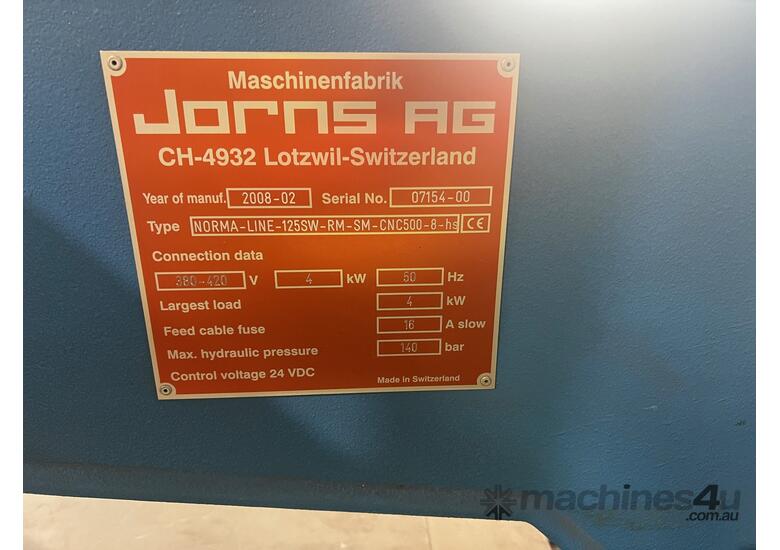 Maschinenfabrik
Jorns AG
CH-4932 Lotzwil-Switzerland
Year of manuf. 2008-02 Serial No. 07154-00
Type NORMA-LINE-125SW-RM-SM-CNC500-8-hs CE
Connection data
380-420 V 4 kW 50 Hz
Largest load 4 kW
Feed cable fuse 16 A slow
Max. hydraulic pressure 140 bar
Control voltage 24 VDC Made in Switzerland
machines4u
.com.au